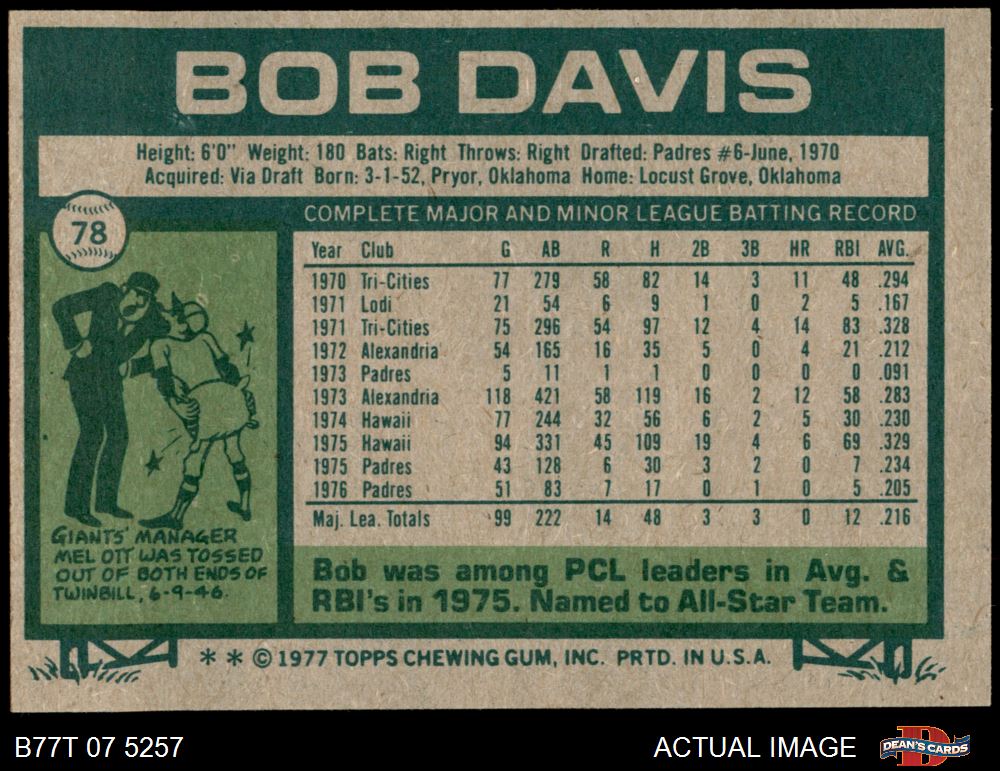 BOB DAVIS
Height: 6'0" Weight: 180 Bats: Right Throws: Right Drafted: Padres #6-June, 1970
Acquired: Via Draft Born: 3-1-52, Pryor, Oklahoma Home: Locust Grove, Oklahoma
78
COMPLETE MAJOR AND MINOR LEAGUE BATTING RECORD
Year Club G AB R H 2B 3B HR RBI AVG.
1970 Tri-Cities 77 279 58 82 14 3 11 48 .294
1971 Lodi 21 54 6 9 1 0 2 5 .167
1971 Tri-Cities 75 296 54 97 12 4 14 83 .328
1972 Alexandria 54 165 16 35 5 0 4 21 .212
1973 Padres 5 11 1 1 0 0 0 0 .091
1973 Alexandria 118 421 58 119 16 2 12 58 .283
1974 Hawaii 77 244 32 56 6 2 5 30 .230
1975 Hawaii 94 331 45 109 19 4 6 69 .329
1975 Padres 43 128 6 30 3 2 0 7 .234
1976 Padres 51 83 7 17 0 1 0 5 .205
Maj. Lea. Totals 99 222 14 48 3 3 0 12 .216
GIANTS' MANAGER
MEL OTT WAS TOSSED
OUT OF BOTH ENDS OF
TWINBILL, 6-9-46.
Bob was among PCL leaders in Avg. &
RBI's in 1975. Named to All-Star Team.
* * © 1977 TOPPS CHEWING GUM, INC. PRTD. IN U.S.A.
B77T 07 5257
ACTUAL IMAGE
DEAN'S CARDS